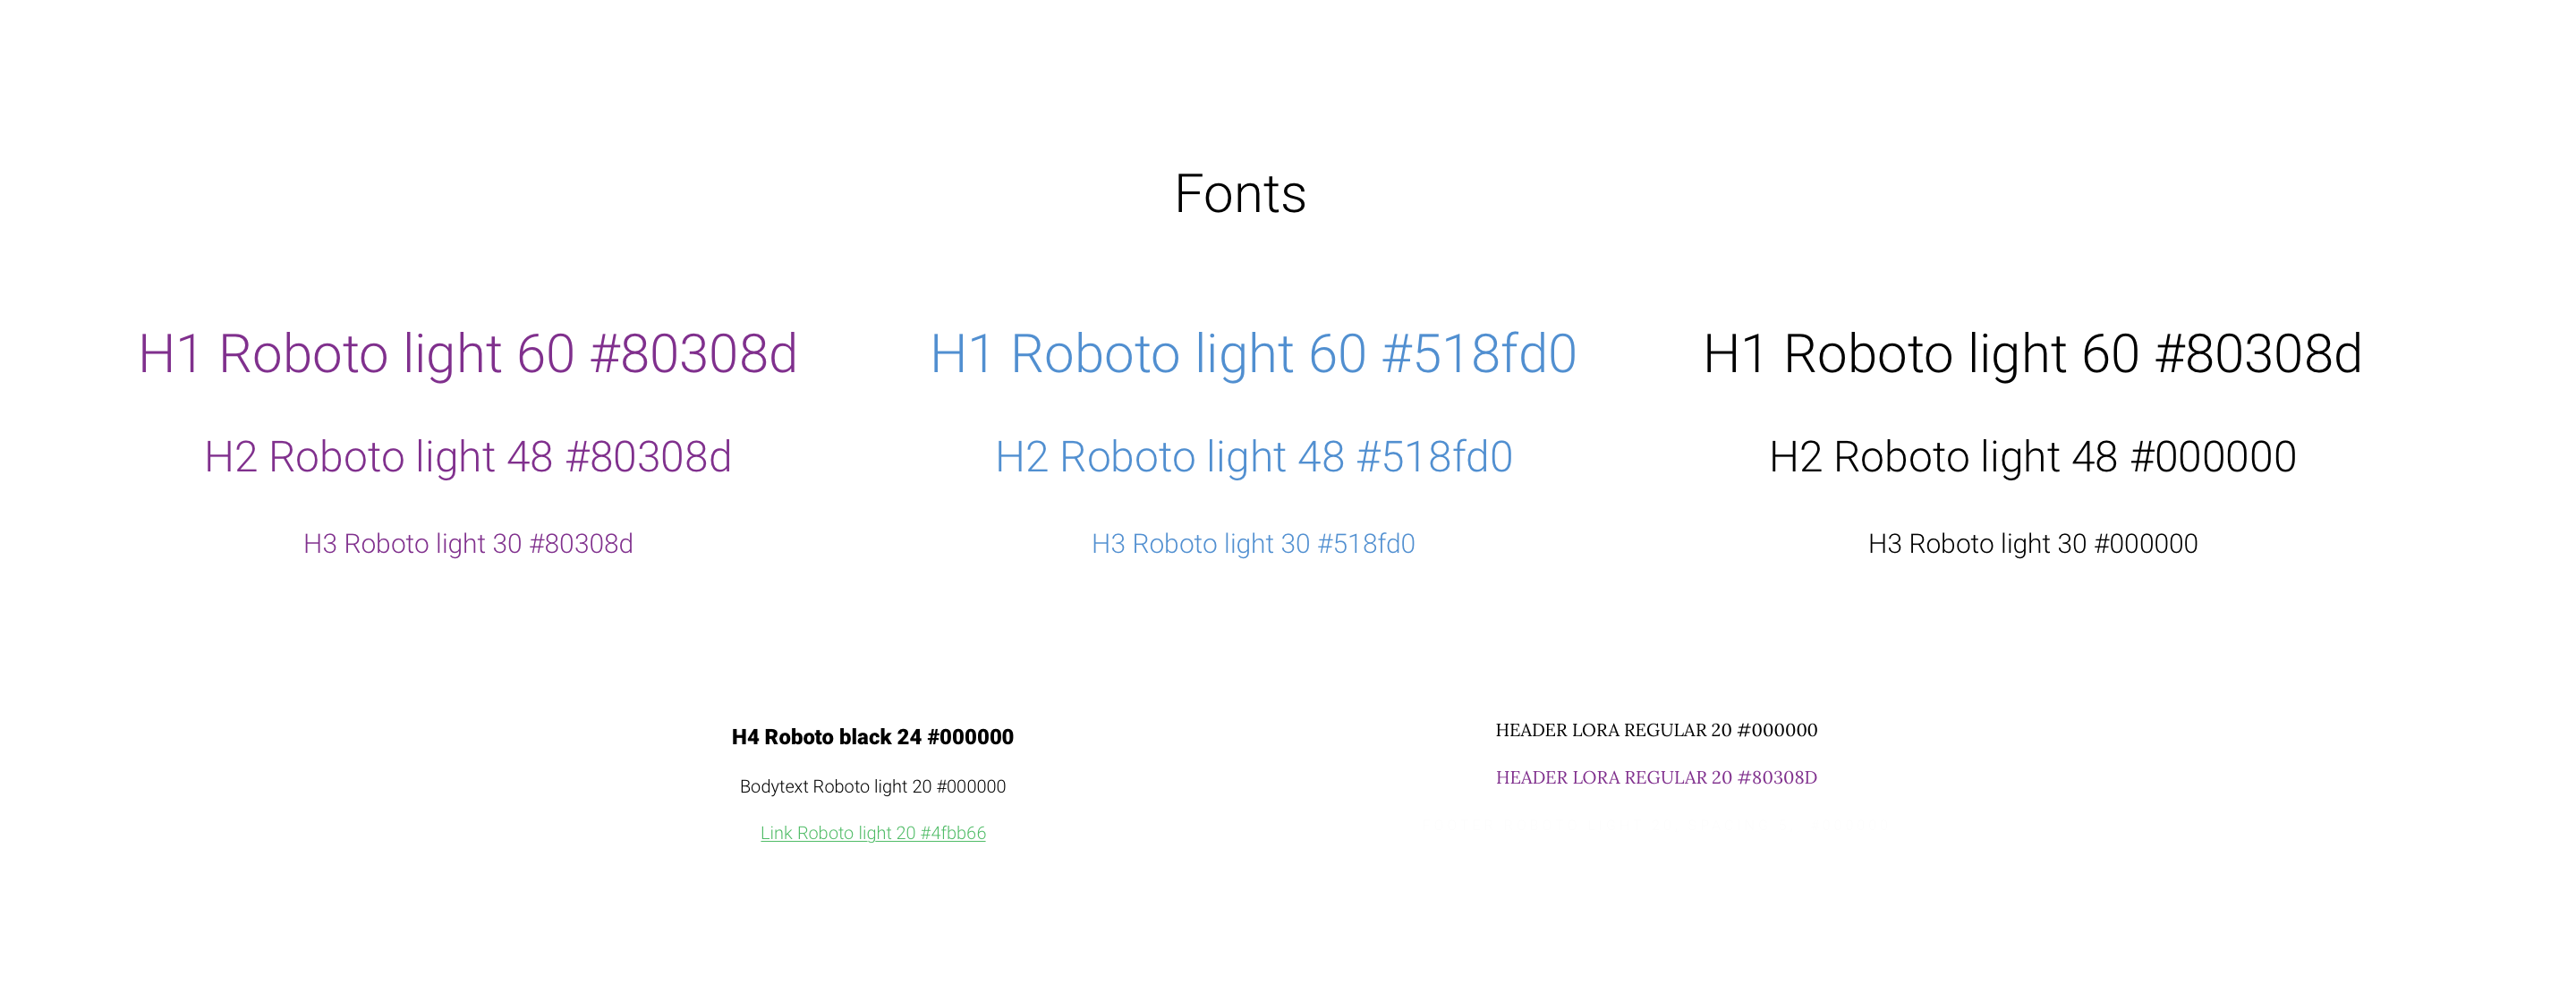 Fonts
H1 Roboto light 60 #80308d
H1 Roboto light 60 #518fd0
H1 Roboto light 60 #80308d
H2 Roboto light 48 #80308d
H2 Roboto light 48 #518fd0
H2 Roboto light 48 #000000
H3 Roboto light 30 #80308d
H3 Roboto light 30 #518fd0
H3 Roboto light 30 #000000
H4 Roboto black 24 #000000
Bodytext Roboto light 20 #000000
Link Roboto light 20 #4fbb66
HEADER LORA REGULAR 20 #000000
HEADER LORA REGULAR 20 #80308D